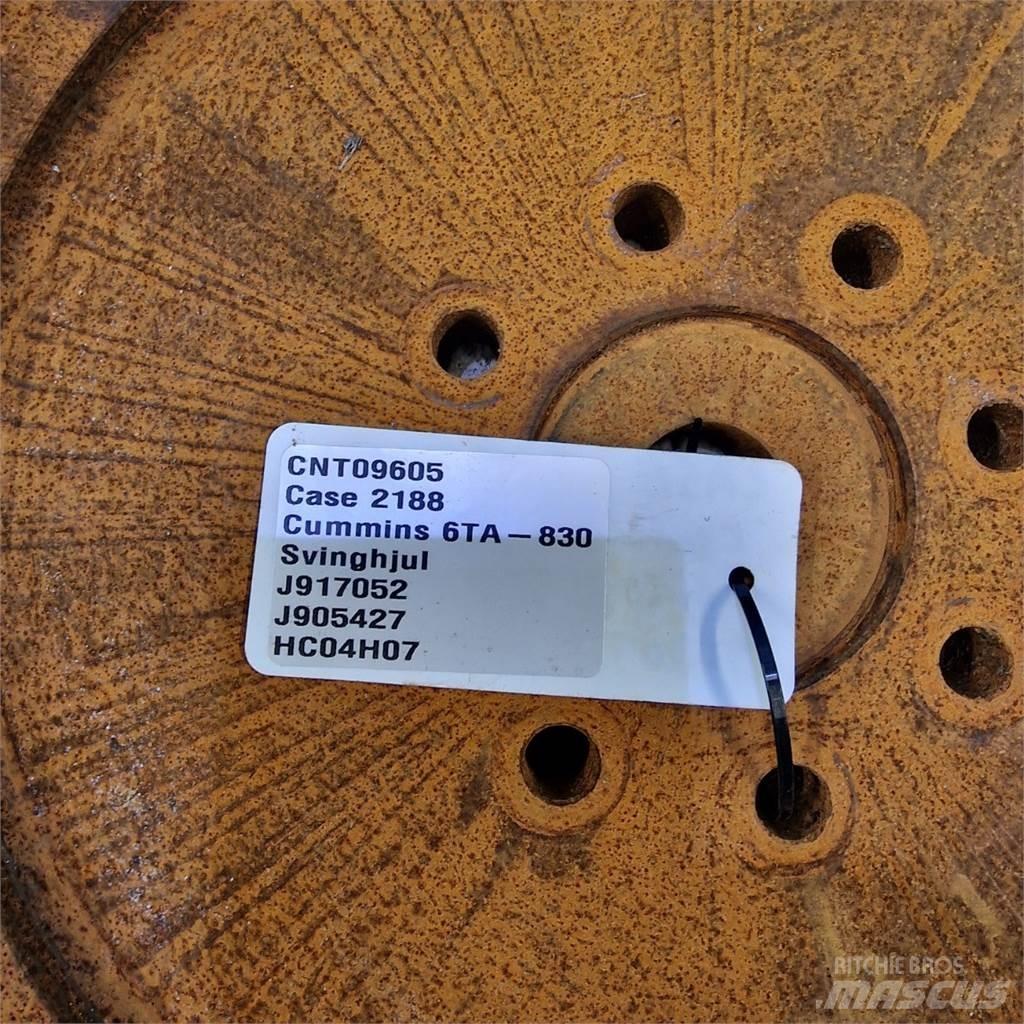 CNT09605
Case 2188
Cummins 6TA – 830
Svinghjul
J917052
J905427
HC04H07
RITCHIE BROS.
MASCUS